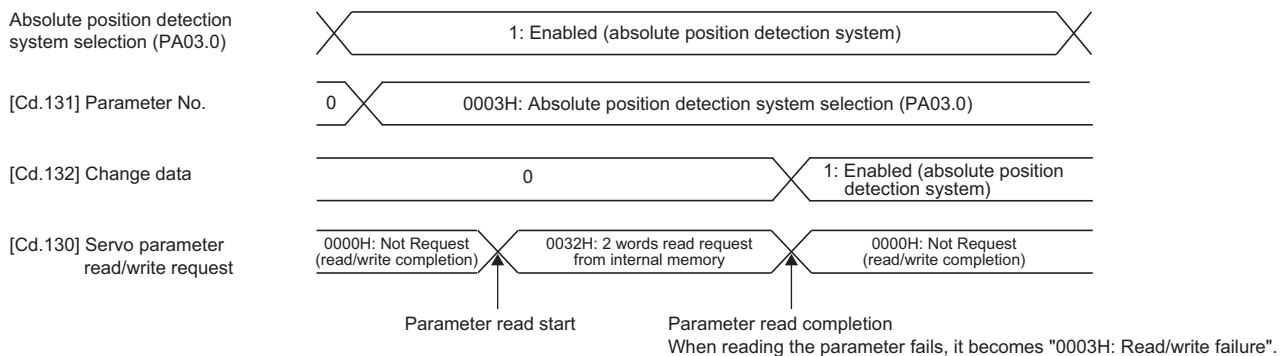 Absolute position detection
system selection (PA03.0)
1: Enabled (absolute position detection system)
[Cd.131] Parameter No.
0
0003H: Absolute position detection system selection (PA03.0)
[Cd.132] Change data
0
1: Enabled (absolute position
detection system)
[Cd.130] Servo parameter
read/write request
0000H: Not Request
(read/write completion)
0032H: 2 words read request
from internal memory
0000H: Not Request
(read/write completion)
Parameter read start
Parameter read completion
When reading the parameter fails, it becomes "0003H: Read/write failure".